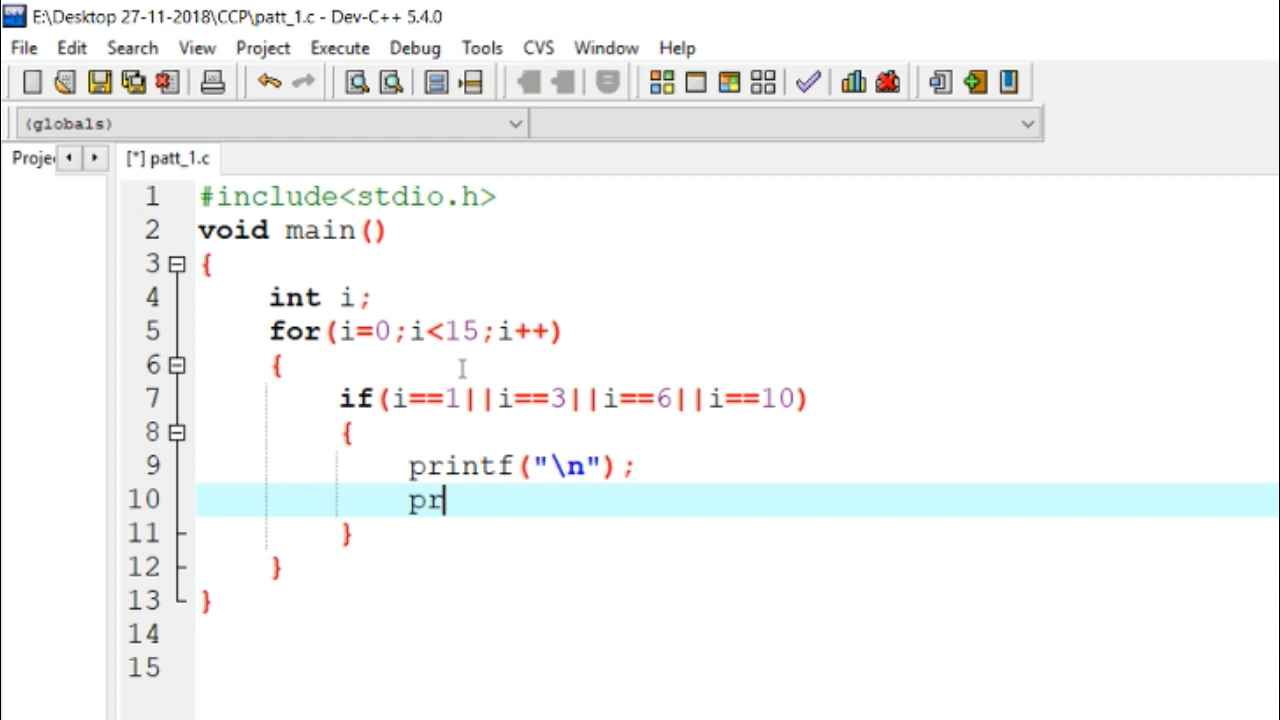 E:\Desktop 27-11-2018\CCP\patt_1.c - Dev-C++ 5.4.0
File Edit Search View Project Execute Debug Tools CVS Window Help
(globals)
Proje [*] patt_1.c
1 #include<stdio.h>
2 void main()
3 {
4     int i;
5     for(i=0;i<15;i++)
6     {
7         if(i==1||i==3||i==6||i==10)
8         {
9             printf("\n");
10             pr
11         }
12     }
13 }
14
15